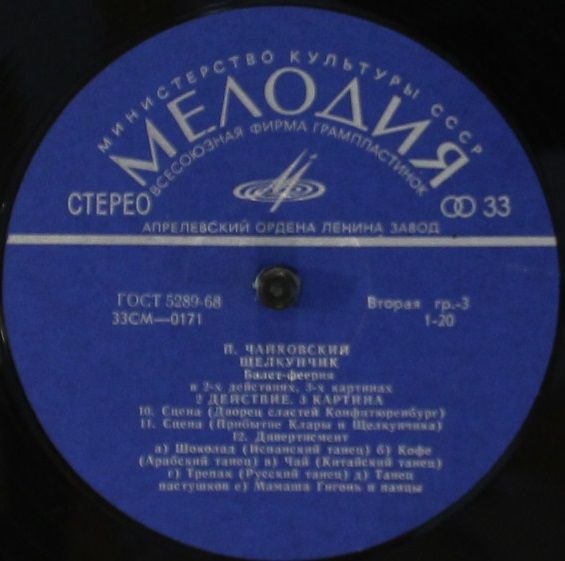 МИНИСТЕРСТВО КУЛЬТУРЫ СССР
МЕЛОДИЯ
ВСЕСОЮЗНАЯ ФИРМА ГРАМПЛАСТИНОК
СТЕРЕО
33
АПРЕЛЕВСКИЙ ОРДЕНА ЛЕНИНА ЗАВОД
ГОСТ 5289-68
Вторая гр.-3
33СМ—0171
1-20
П. ЧАЙКОВСКИЙ
ЩЕЛКУНЧИК
Балет-феерия
в 2-х действиях, 3-х картинах
2 ДЕЙСТВИЕ. 3 КАРТИНА
10. Сцена (Дворец сластей Конфитюренбург)
11. Сцена (Прибытие Клары и Щелкунчика)
12. Дивертисмент
а) Шоколад (Испанский танец) б) Кофе
(Арабский танец) в) Чай (Китайский танец)
г) Трепак (Русский танец) д) Танец
пастушков е) Мамаша Гигонь и паяцы